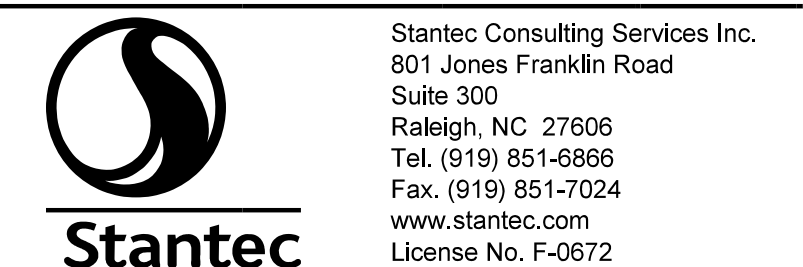 Stantec
Stantec Consulting Services Inc.
801 Jones Franklin Road
Suite 300
Raleigh, NC  27606
Tel. (919) 851-6866
Fax. (919) 851-7024
www.stantec.com
License No. F-0672